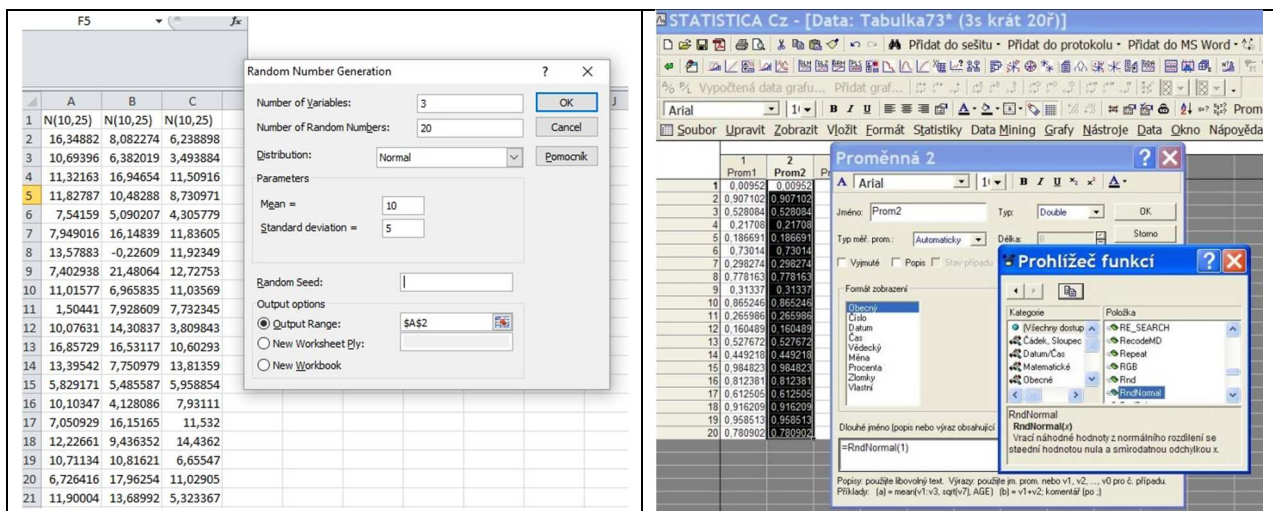 F5 fx
A B C J
1 N(10,25) N(10,25) N(10,25)
2 16,34882 8,082274 6,238898
3 10,69396 6,382019 3,493884
4 11,32163 16,94654 11,50916
5 11,82787 10,48288 8,730971
6 7,54159 5,090207 4,305779
7 7,949016 16,14839 11,83605
8 13,57883 -0,22609 11,92349
9 7,402938 21,48064 12,72753
10 11,01577 6,965835 11,03569
11 1,50441 7,928609 7,732345
12 10,07631 14,30837 3,809843
13 16,85729 16,53117 10,60293
14 13,39542 7,750979 13,81359
15 5,829171 5,485587 5,958854
16 10,10347 4,128086 7,93111
17 7,050929 16,15165 11,532
18 12,22661 9,436352 14,4362
19 10,71134 10,81621 6,65547
20 6,726416 17,96254 11,02905
21 11,90004 13,68992 5,323367
Random Number Generation ? X
Number of Variables: 3 OK
Number of Random Numbers: 20 Cancel
Distribution: Normal Pomocník
Parameters
Mean = 10
Standard deviation = 5
Random Seed:
Output options
Output Range: $A$2
New Worksheet Ply:
New Workbook
STATISTICA Cz - [Data: Tabulka73* (3s krát 20ř)]
Přidat do sešitu Přidat do protokolu Přidat do MS Word
Vypočtená data grafu... Přidat graf...
Arial B I U Prom
Soubor Upravit Zobrazit Vložit Formát Statistiky Data Mining Grafy Nástroje Data Okno Nápověda
1 2
Prom1 Prom2
1 0,00952 0,00952
2 0,907102 0,907102
3 0,528084 0,528084
4 0,21708 0,21708
5 0,186691 0,186691
6 0,73014 0,73014
7 0,298274 0,298274
8 0,778163 0,778163
9 0,31337 0,31337
10 0,865246 0,865246
11 0,265986 0,265986
12 0,160489 0,160489
13 0,527672 0,527672
14 0,449218 0,449218
15 0,984823 0,984823
16 0,812381 0,812381
17 0,612505 0,612505
18 0,916209 0,916209
19 0,958513 0,958513
20 0,780902 0,780902
Proměnná 2 ? X
A Arial B I U A
Jméno: Prom2 Typ: Double OK
Typ měř. prom.: Automaticky Délka: 8 Storno
Vyjmuté Popis Stav případu
Formát zobrazení
Obecný
Číslo
Datum
Čas
Vědecký
Měna
Procenta
Zlomky
Vlastní
Dlouhé jméno (popis nebo výraz obsahující
=RndNormal(1)
Popisy: použijte libovolný text. Výrazy: použijte jm. prom. nebo v1, v2, ..., v0 pro č. případu.
Příklady: (a) = mean(v1:v3, sqrt(v7), AGE) (b) = v1+v2; komentář (po ;)
Prohlížeč funkcí ? X
Kategorie Položka
(Všechny dostup RE_SEARCH
Čádek, Sloupec RecodeMD
Datum/Čas Repeat
Matematické RGB
Obecné Rnd
RndNormal
RndNormal
RndNormal(x)
Vrací náhodné hodnoty z normálního rozdílení se
støední hodnotou nula a smìrodatnou odchylkou x.